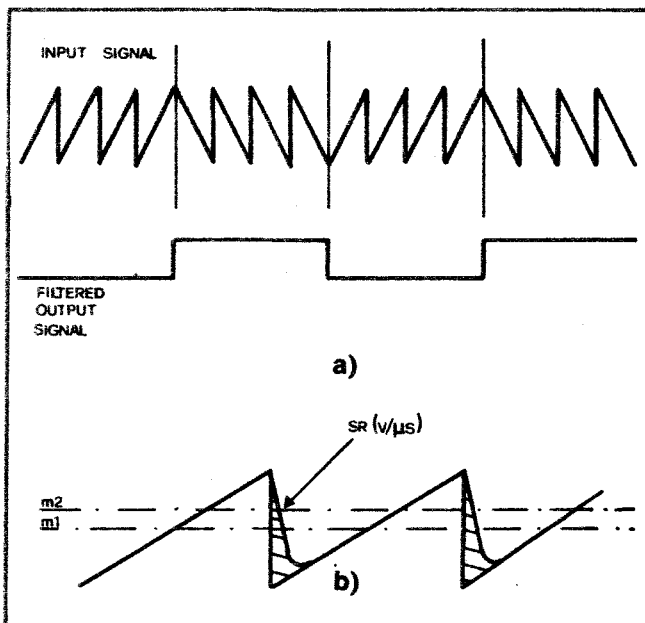 INPUT SIGNAL
FILTERED
OUTPUT
SIGNAL
a)
SR (v/µs)
m2
m1
b)